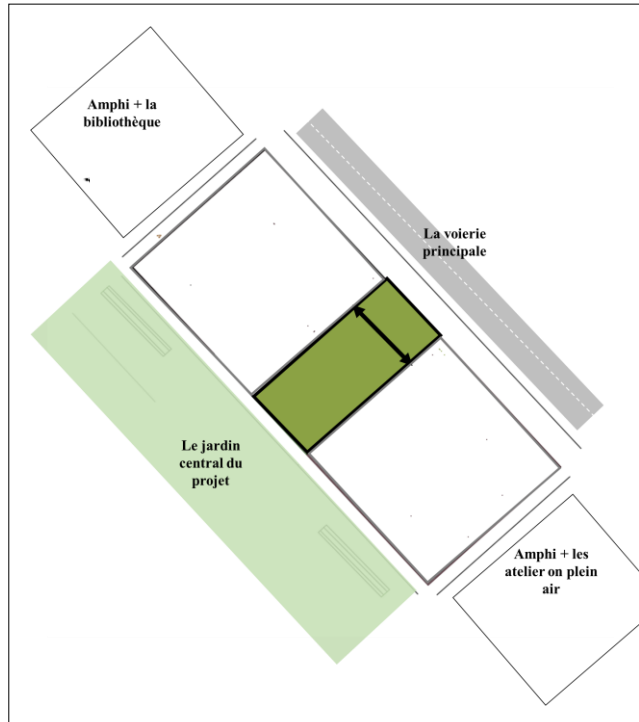 Amphi + la
bibliothèque
La voierie
principale
Le jardin
central du
projet
Amphi + les
atelier on plein
air